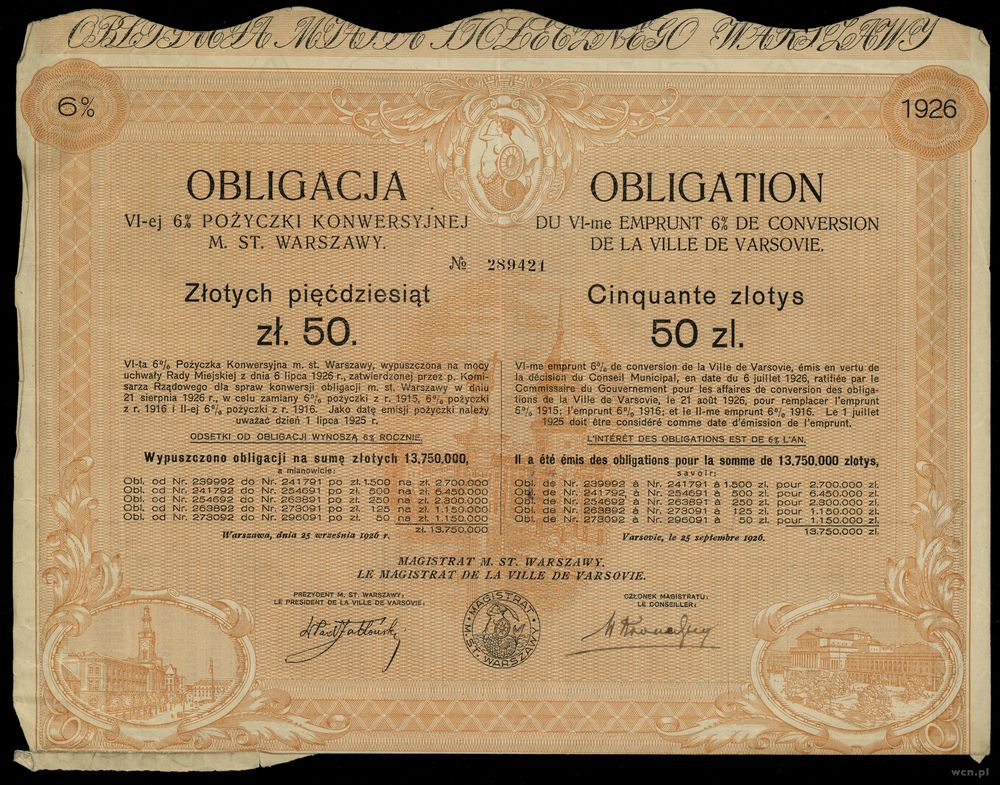 OBLIGACJA MIASTA STOŁECZNEGO WARSZAWY
6%
1926
OBLIGACJA
VI-ej 6% POŻYCZKI KONWERSYJNEJ
M. ST. WARSZAWY.
OBLIGATION
DU VI-me EMPRUNT 6% DE CONVERSION
DE LA VILLE DE VARSOVIE.
№ 289421
Złotych pięćdziesiąt
zł. 50.
Cinquante zlotys
50 zl.
VI-ta 6% Pożyczka Konwersyjna m. st. Warszawy, wypuszczona na mocy
uchwały Rady Miejskiej z dnia 6 lipca 1926 r., zatwierdzonej przez p. Komi-
sarza Rządowego dla spraw konwersji obligacji m. st. Warszawy w dniu
21 sierpnia 1926 r., w celu zamiany 6% pożyczki z r. 1915, 6% pożyczki
z r. 1916 i II-ej 6% pożyczki z r. 1916. Jako datę emisji pożyczki należy
uważać dzień 1 lipca 1925 r.
ODSETKI OD OBLIGACJI WYNOSZĄ 6% ROCZNIE.
Wypuszczono obligacji na sumę złotych 13,750.000,
a mianowicie:
Obl. od Nr. 239992 do Nr. 241791 po zł. 1.500 na zł. 2.700.000
Obl. od Nr. 241792 do Nr. 254691 po zł. 500 na zł. 6.450.000
Obl. od Nr. 254692 do Nr. 263891 po zł. 250 na zł. 2.300.000
Obl. od Nr. 263892 do Nr. 273091 po zł. 125 na zł. 1.150.000
Obl. od Nr. 273092 do Nr. 296091 po zł. 50 na zł. 1.150.000
zł. 13.750.000
Warszawa, dnia 25 września 1926 r.
VI-me emprunt 6% de conversion de la Ville de Varsovie, émis en vertu de
la décision du Conseil Municipal, en date du 6 juillet 1926, ratifiée par le
Commissaire du Gouvernement pour les affaires de conversion des obliga-
tions de la Ville de Varsovie, le 21 août 1926, pour remplacer l'emprunt
6% 1915; l'emprunt 6% 1916; et le II-me emprunt 6% 1916. Le 1 juillet
1925 doit être considéré comme date d'émission de l'emprunt.
L'INTÉRÊT DES OBLIGATIONS EST DE 6% L'AN.
Il a été émis des obligations pour la somme de 13.750.000 zlotys,
savoir:
Obl. de Nr. 239992 à Nr. 241791 à 1.500 zl. pour 2.700.000 zl.
Obl. de Nr. 241792 à Nr. 254691 à 500 zl. pour 6.450.000 zl.
Obl. de Nr. 254692 à Nr. 263891 à 250 zl. pour 2.300.000 zl.
Obl. de Nr. 263892 à Nr. 273091 à 125 zl. pour 1.150.000 zl.
Obl. de Nr. 273092 à Nr. 296091 à 50 zl. pour 1.150.000 zl.
13.750.000 zl.
Varsovie, le 25 septembre 1926.
MAGISTRAT M. ST. WARSZAWY.
LE MAGISTRAT DE LA VILLE DE VARSOVIE.
PREZYDENT M. ST. WARSZAWY:
LE PRESIDENT DE LA VILLE DE VARSOVIE:
MAGISTRAT
M. ST. WARSZAWY
CZŁONEK MAGISTRATU:
LE CONSEILLER:
wcn.pl